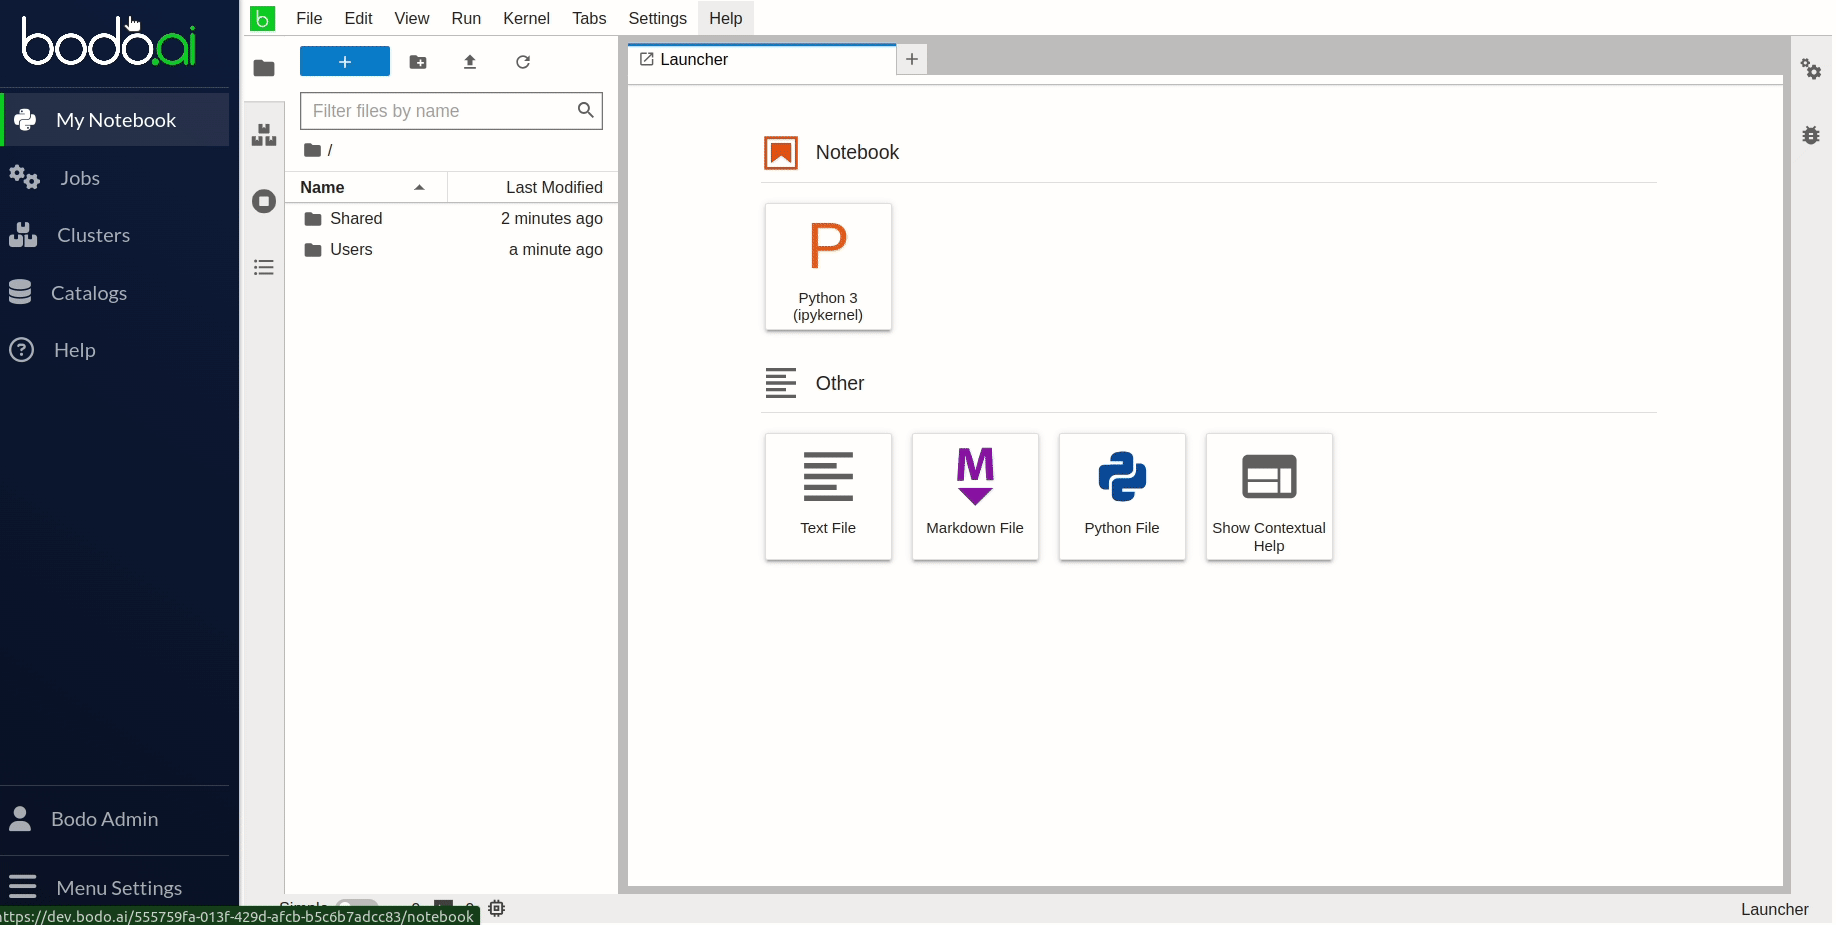 bodo.ai
My Notebook
Jobs
Clusters
Catalogs
Help
Bodo Admin
Menu Settings
ttps://dev.bodo.ai/555759fa-013f-429d-afcb-b5c6b7adcc83/notebook
b File Edit View Run Kernel Tabs Settings Help
+
Filter files by name
/
Name Last Modified
Shared 2 minutes ago
Users a minute ago
Launcher +
Notebook
P
Python 3
(ipykernel)
Other
Text File
M
Markdown File
Python File
Show Contextual
Help
Simple
Launcher